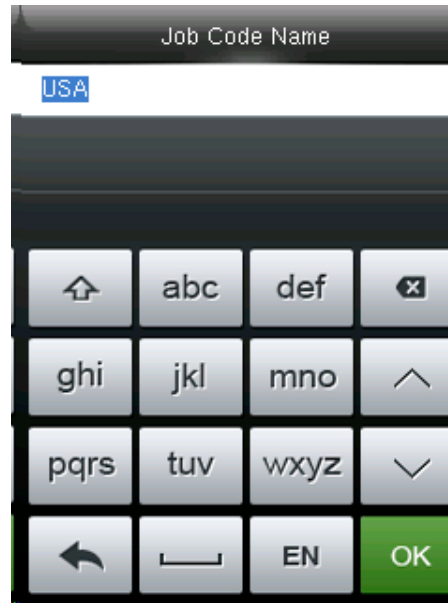 Job Code Name
USA
abc def
ghi jkl mno
pqrs tuv wxyz
EN OK